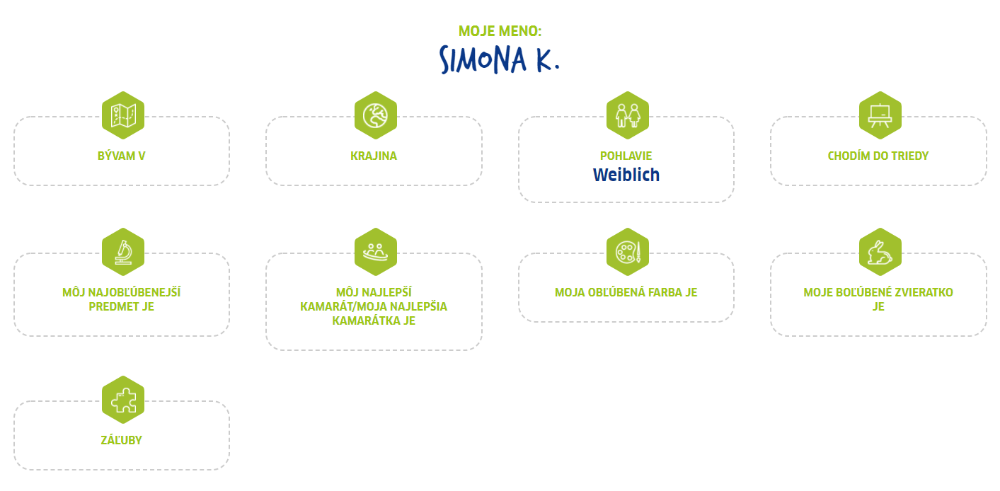 MOJE MENO:
SIMONA K.
BÝVAM V
KRAJINA
POHLAVIE
Weiblich
CHODÍM DO TRIEDY
MÔJ NAJOBĽÚBENEJŠÍ
PREDMET JE
MÔJ NAJLEPŠÍ
KAMARÁT/MOJA NAJLEPŠIA
KAMARÁTKA JE
MOJA OBĽÚBENÁ FARBA JE
MOJE BOĽÚBENÉ ZVIERATKO
JE
ZÁĽUBY